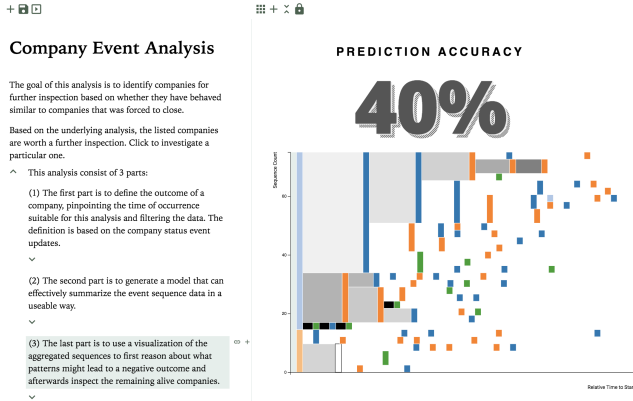 Company Event Analysis
The goal of this analysis is to identify companies for
further inspection based on whether they have behaved
similar to companies that was forced to close.
Based on the underlying analysis, the listed companies
are worth a further inspection. Click to investigate a
particular one.
This analysis consist of 3 parts:
(1) The first part is to define the outcome of a
company, pinpointing the time of occurrence
suitable for this analysis and filtering the data. The
definition is based on the company status event
updates.
(2) The second part is to generate a model that can
effectively summarize the event sequence data in a
useable way.
(3) The last part is to use a visualization of the
aggregated sequences to first reason about what
patterns might lead to a negative outcome and
afterwards inspect the remaining alive companies.
PREDICTION ACCURACY
40%
Sequence Count
60
40
20
0
Relative Time to Star